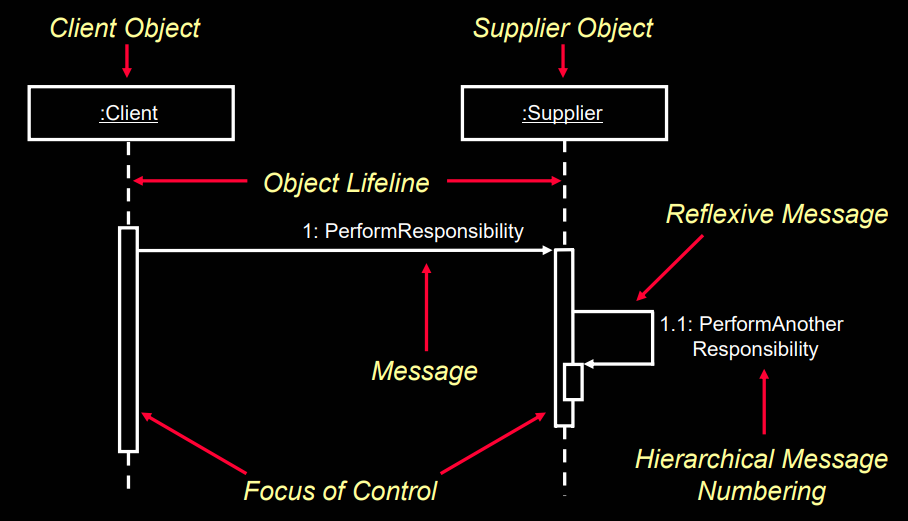 Client Object
Supplier Object
:Client
:Supplier
Object Lifeline
Reflexive Message
1: PerformResponsibility
1.1: PerformAnother
Responsibility
Message
Hierarchical Message
Numbering
Focus of Control